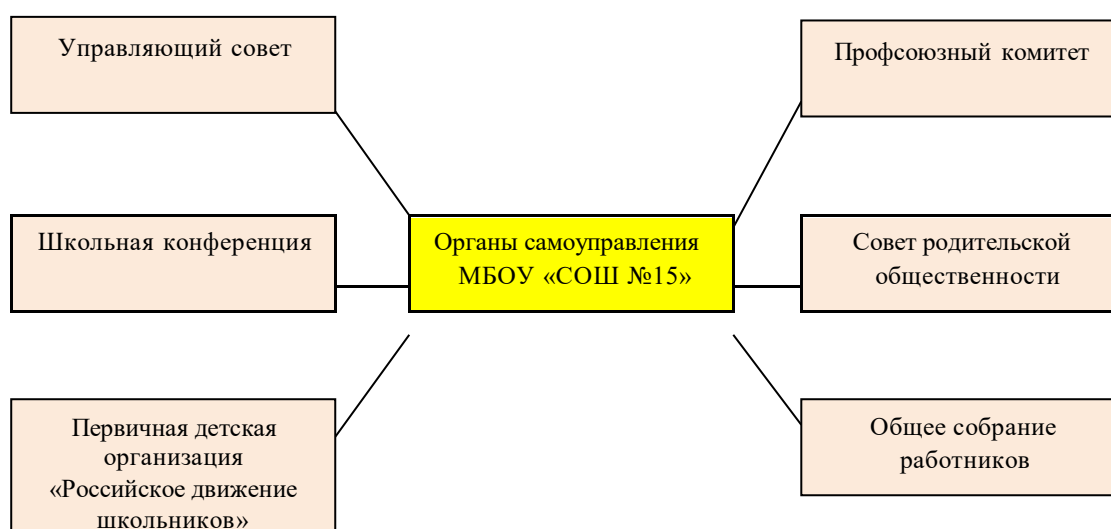 Управляющий совет
Профсоюзный комитет
Школьная конференция
Органы самоуправления
МБОУ «СОШ №15»
Совет родительской
общественности
Первичная детская
организация
«Российское движение
школьников»
Общее собрание
работников